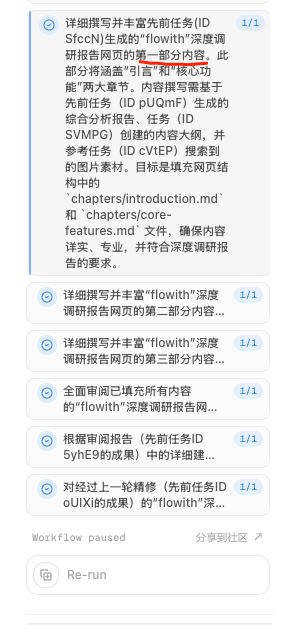 详细撰写并丰富先前任务(ID 1/1
SfccN)生成的“flowith”深度调
研报告网页的第一部分内容。此
部分将涵盖“引言”和“核心功
能”两大章节。内容撰写需基于
先前任务（ID pUQmF）生成的
综合分析报告、任务（ID
SVMPG）创建的内容大纲，并
参考任务（ID cVtEP）搜索到
的图片素材。目标是填充网页结
构中的
`chapters/introduction.md`
和 `chapters/core-
features.md` 文件，确保内容
详实、专业，并符合深度调研报
告的要求。
详细撰写并丰富“flowith”深度 1/1
调研报告网页的第二部分内容...
详细撰写并丰富“flowith”深度 1/1
调研报告网页的第三部分内容...
全面审阅已填充所有内容 1/1
的“flowith”深度调研报告网...
根据审阅报告（先前任务ID 1/1
5yhE9的成果）中的详细建...
对经过上一轮精修（先前任务ID 1/1
oUIXi的成果）的“flowith”深...
Workflow paused 分享到社区
Re-run